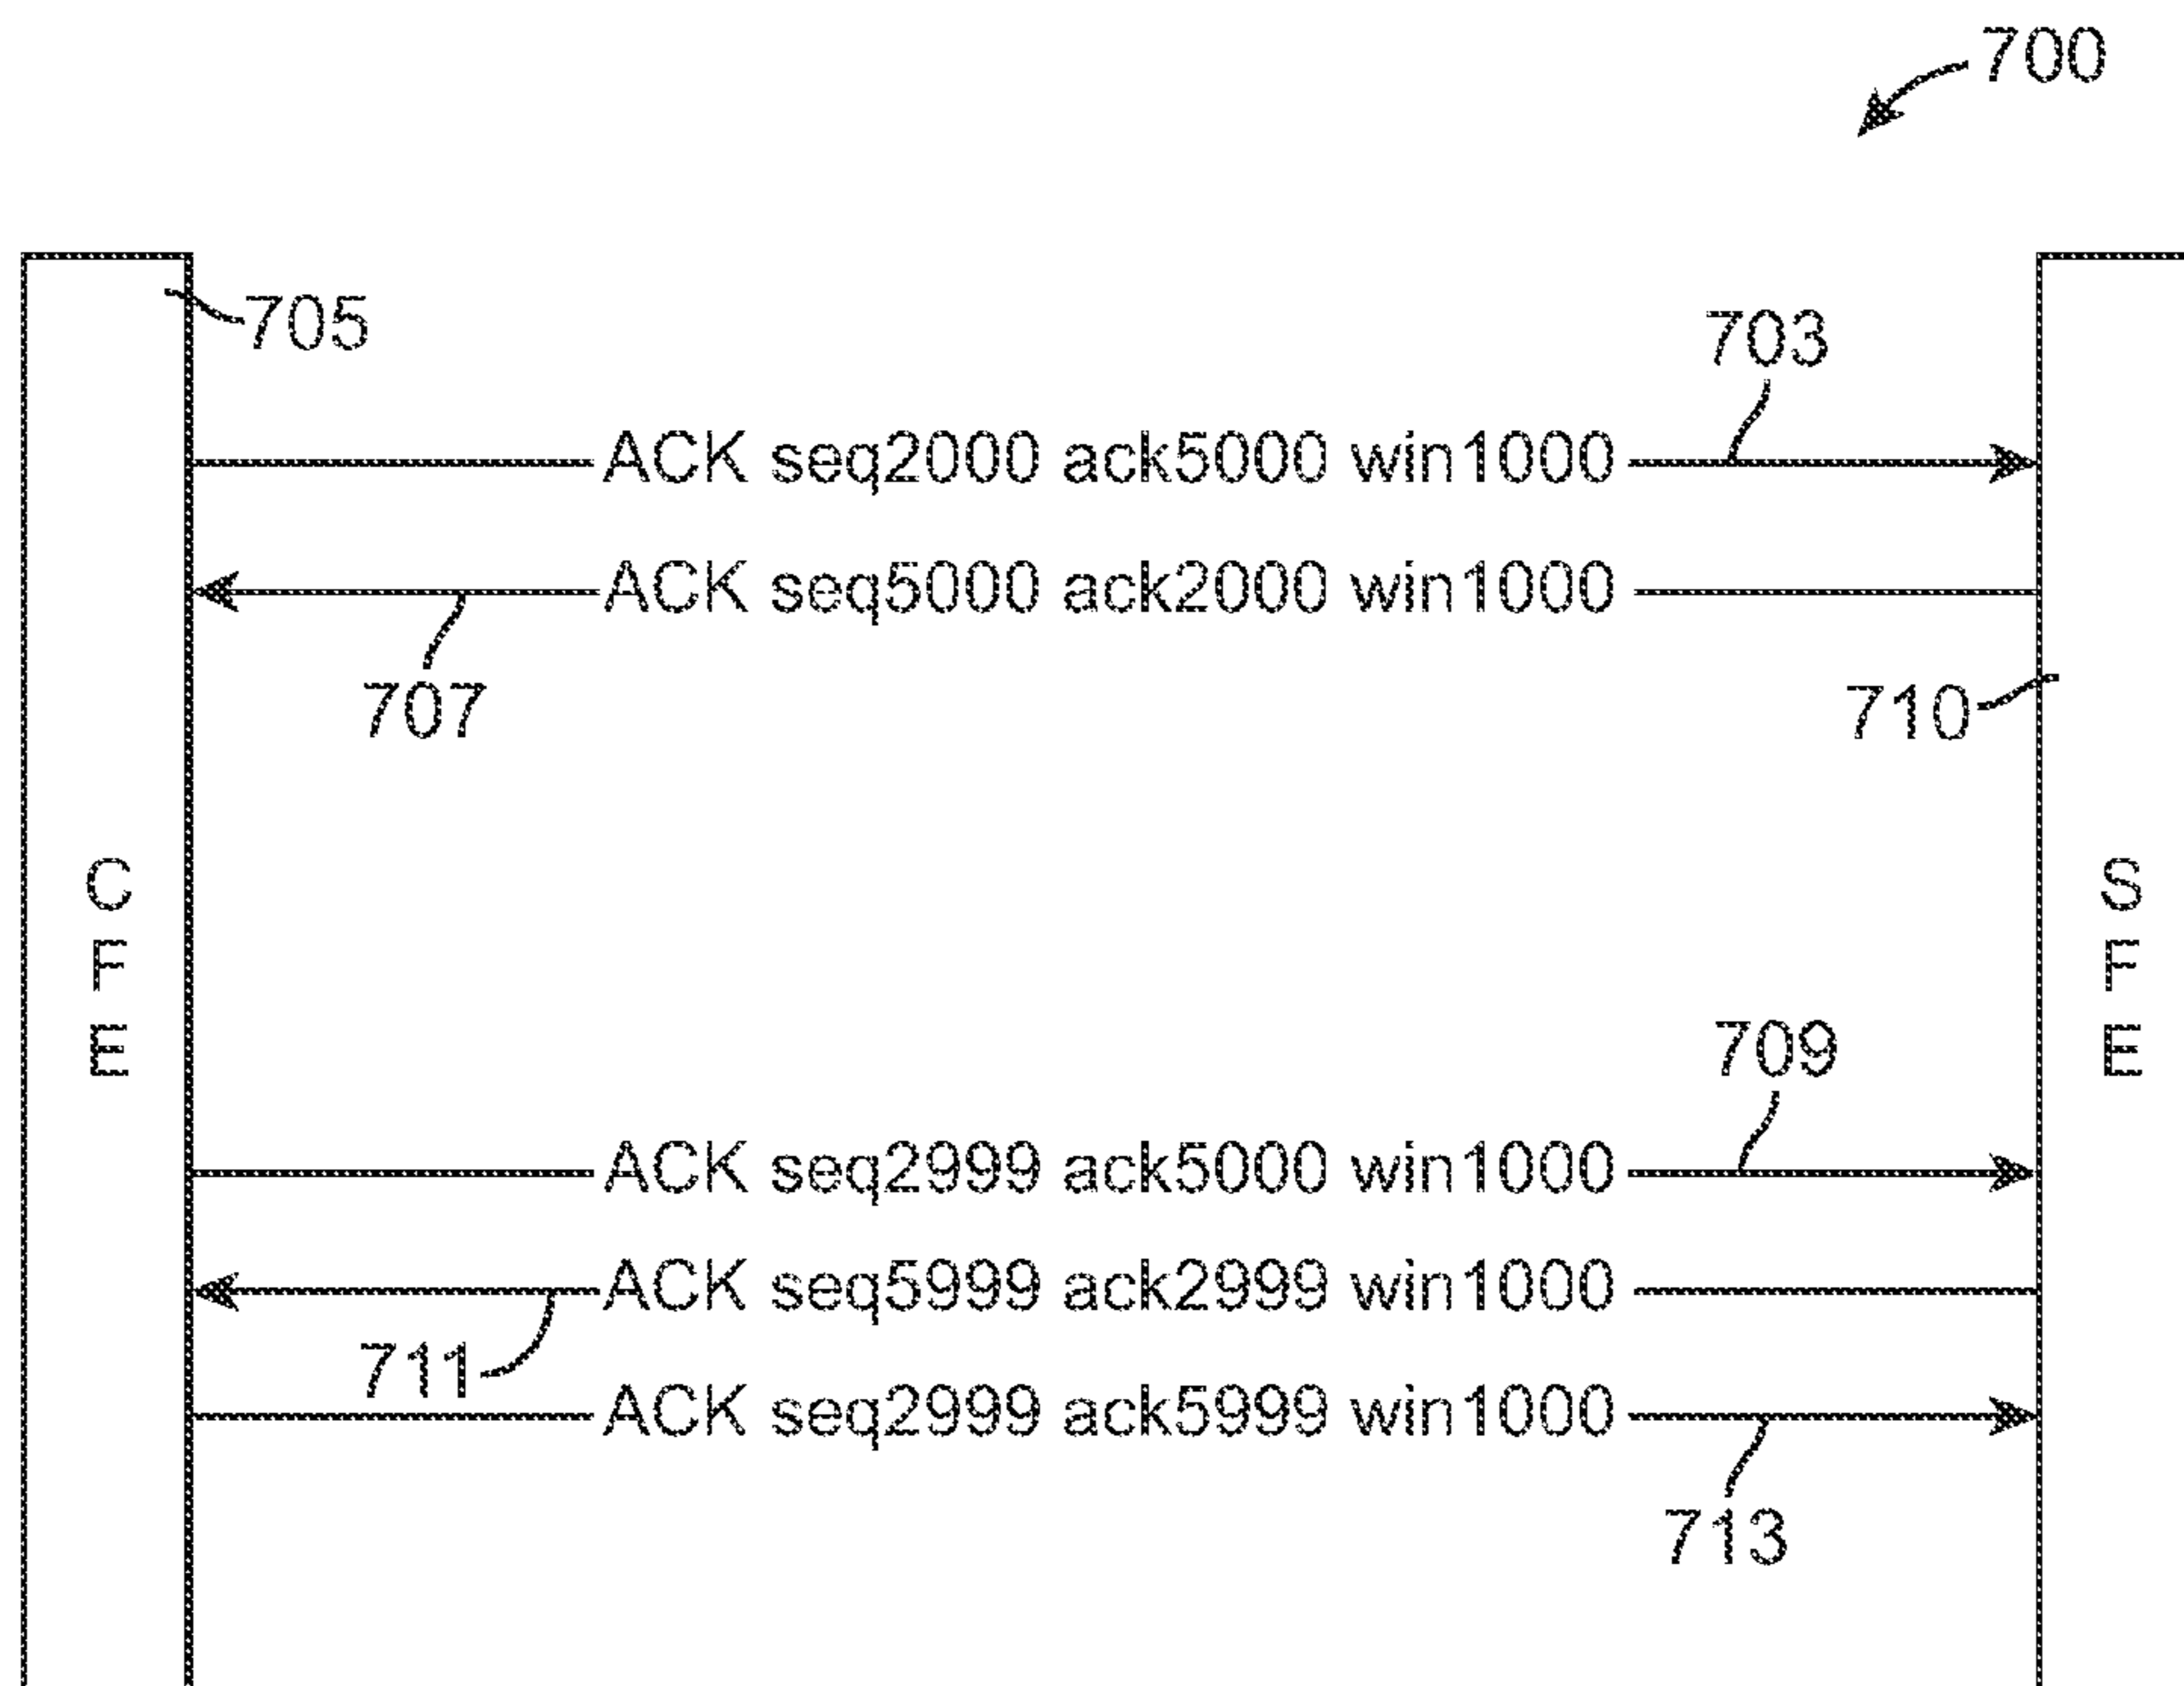 700
705
703
ACK seq2000 ack5000 win1000
ACK seq5000 ack2000 win1000
707
710
C
F
E
S
F
E
709
ACK seq2999 ack5000 win1000
ACK seq5999 ack2999 win1000
711
ACK seq2999 ack5999 win1000
713